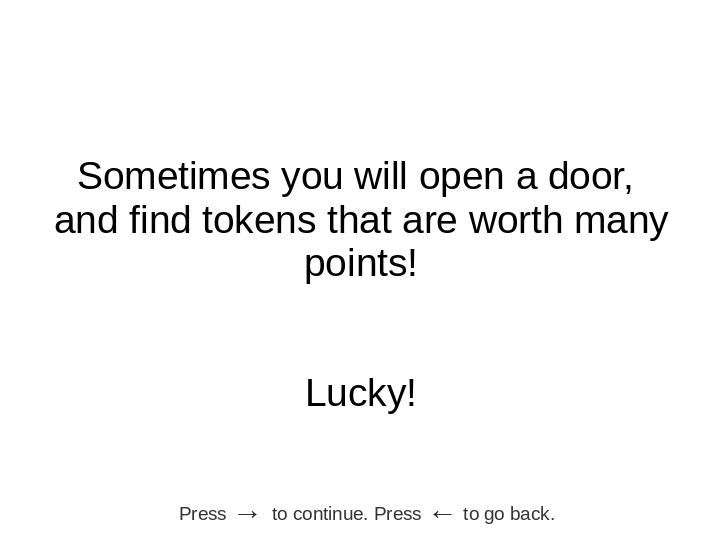 Sometimes you will open a door,
and find tokens that are worth many
points!
Lucky!
Press → to continue. Press ← to go back.